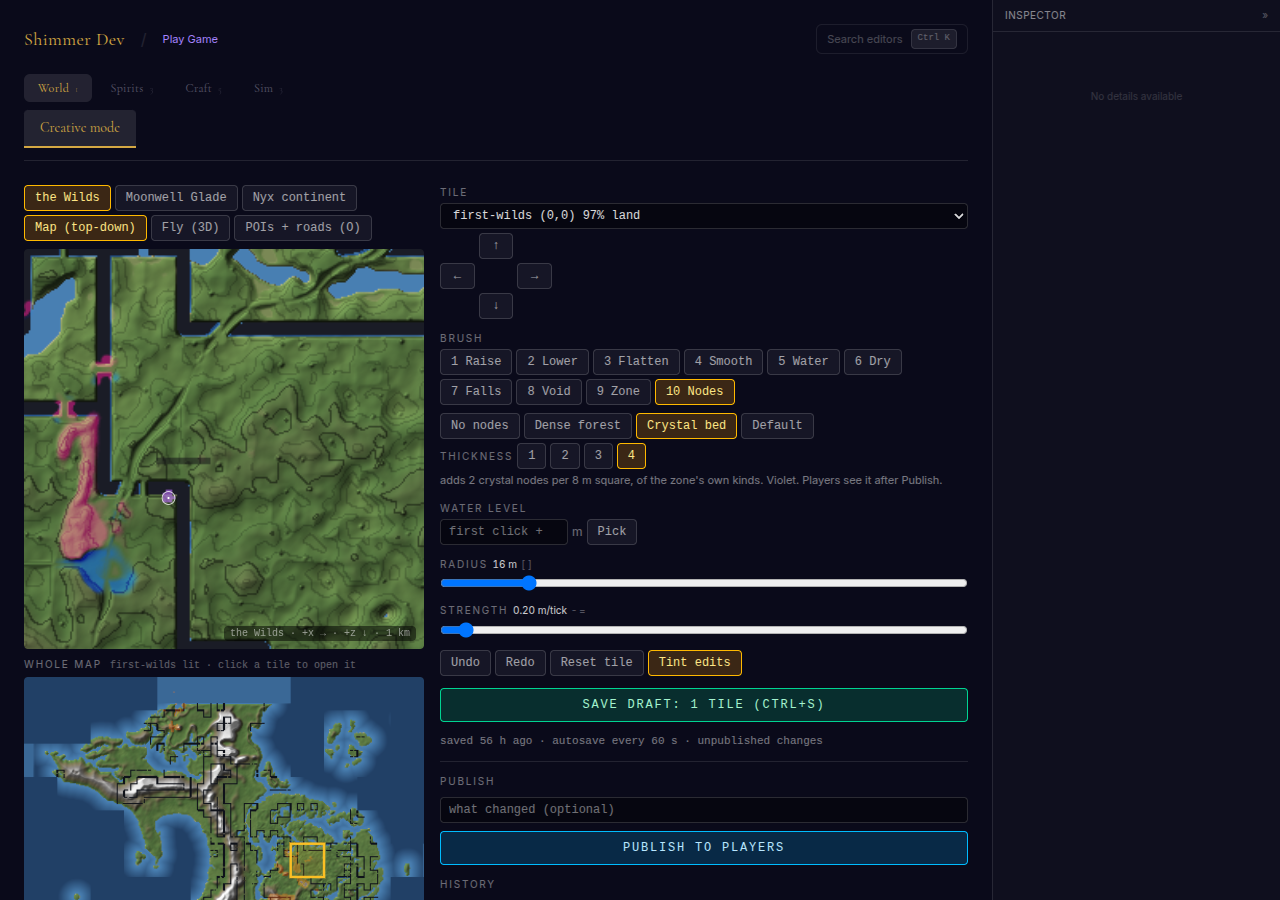 Shimmer Dev / Play Game
Search editors Ctrl K
INSPECTOR »
No details available
World Spirits Craft Sim
Creative mode
the Wilds Moonwell Glade Nyx continent
Map (top-down) Fly (3D) POIs + roads (O)
the Wilds · +x → · +z ↓ · 1 km
WHOLE MAP first-wilds lit · click a tile to open it
TILE
first-wilds (0,0) 97% land
↑
← →
↓
BRUSH
1 Raise 2 Lower 3 Flatten 4 Smooth 5 Water 6 Dry
7 Falls 8 Void 9 Zone 10 Nodes
No nodes Dense forest Crystal bed Default
THICKNESS 1 2 3 4
adds 2 crystal nodes per 8 m square, of the zone's own kinds. Violet. Players see it after Publish.
WATER LEVEL
first click + m Pick
RADIUS 16 m [ ]
STRENGTH 0.20 m/tick - =
Undo Redo Reset tile Tint edits
SAVE DRAFT: 1 TILE (CTRL+S)
saved 56 h ago · autosave every 60 s · unpublished changes
PUBLISH
what changed (optional)
PUBLISH TO PLAYERS
HISTORY